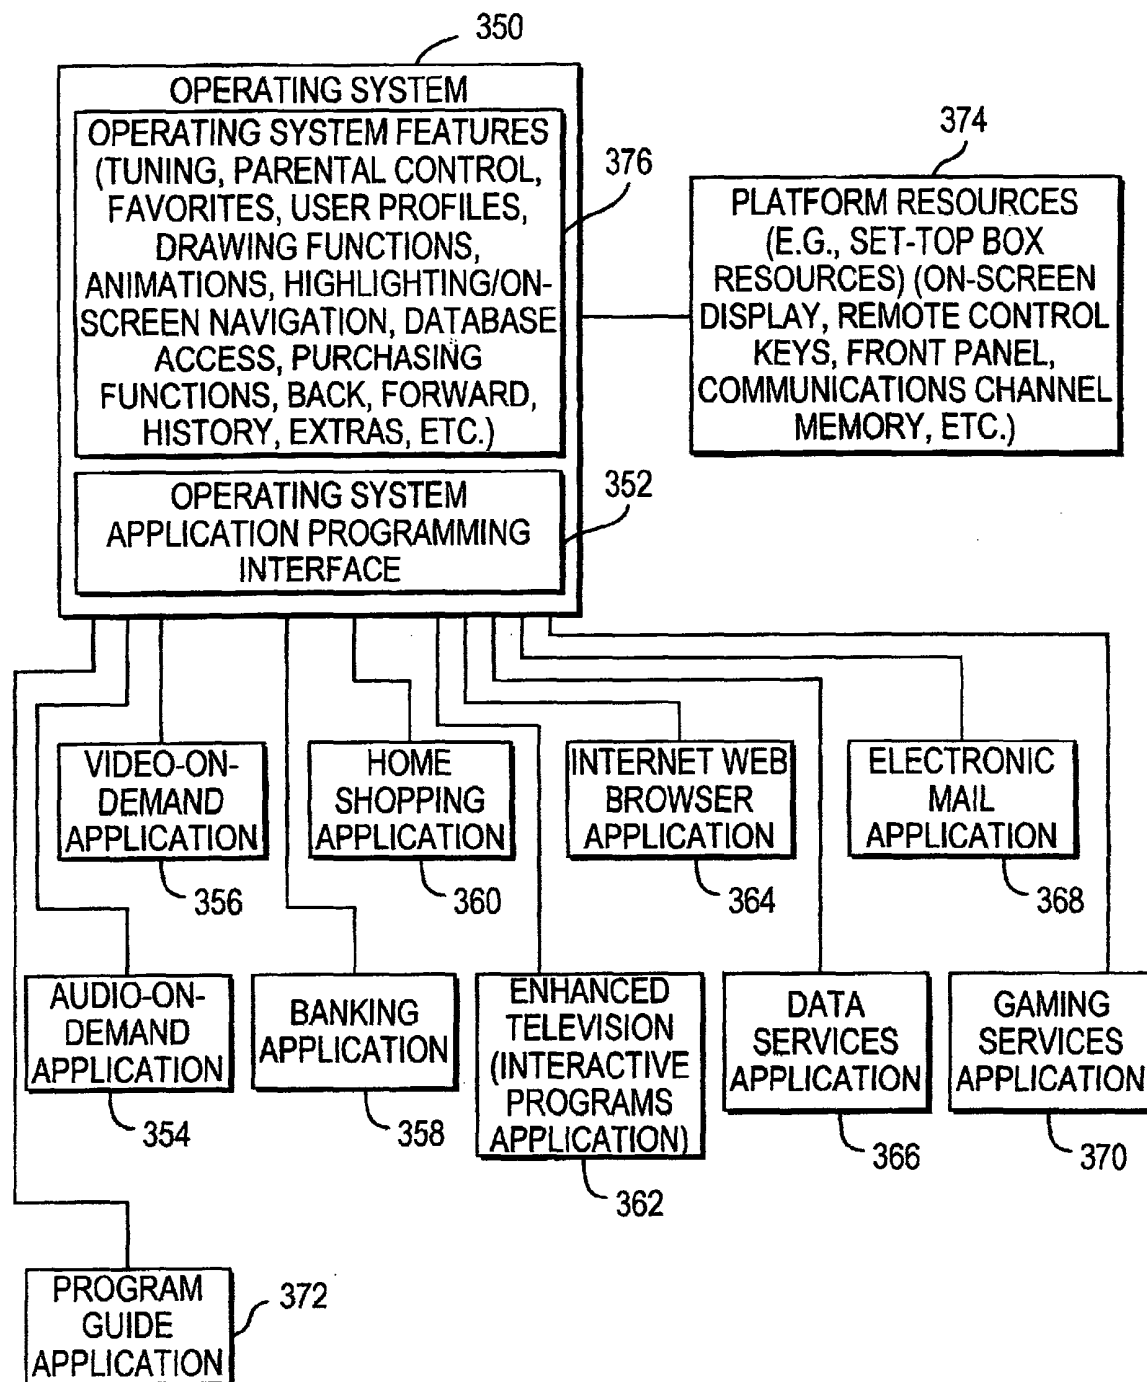 350
OPERATING SYSTEM
OPERATING SYSTEM FEATURES
(TUNING, PARENTAL CONTROL,
FAVORITES, USER PROFILES,
DRAWING FUNCTIONS,
ANIMATIONS, HIGHLIGHTING/ON-
SCREEN NAVIGATION, DATABASE
ACCESS, PURCHASING
FUNCTIONS, BACK, FORWARD,
HISTORY, EXTRAS, ETC.)
376
374
PLATFORM RESOURCES
(E.G., SET-TOP BOX
RESOURCES) (ON-SCREEN
DISPLAY, REMOTE CONTROL
KEYS, FRONT PANEL,
COMMUNICATIONS CHANNEL
MEMORY, ETC.)
OPERATING SYSTEM
APPLICATION PROGRAMMING
INTERFACE
352
VIDEO-ON-
DEMAND
APPLICATION
356
HOME
SHOPPING
APPLICATION
360
INTERNET WEB
BROWSER
APPLICATION
364
ELECTRONIC
MAIL
APPLICATION
368
AUDIO-ON-
DEMAND
APPLICATION
354
BANKING
APPLICATION
358
ENHANCED
TELEVISION
(INTERACTIVE
PROGRAMS
APPLICATION)
362
DATA
SERVICES
APPLICATION
366
GAMING
SERVICES
APPLICATION
370
PROGRAM
GUIDE
APPLICATION
372